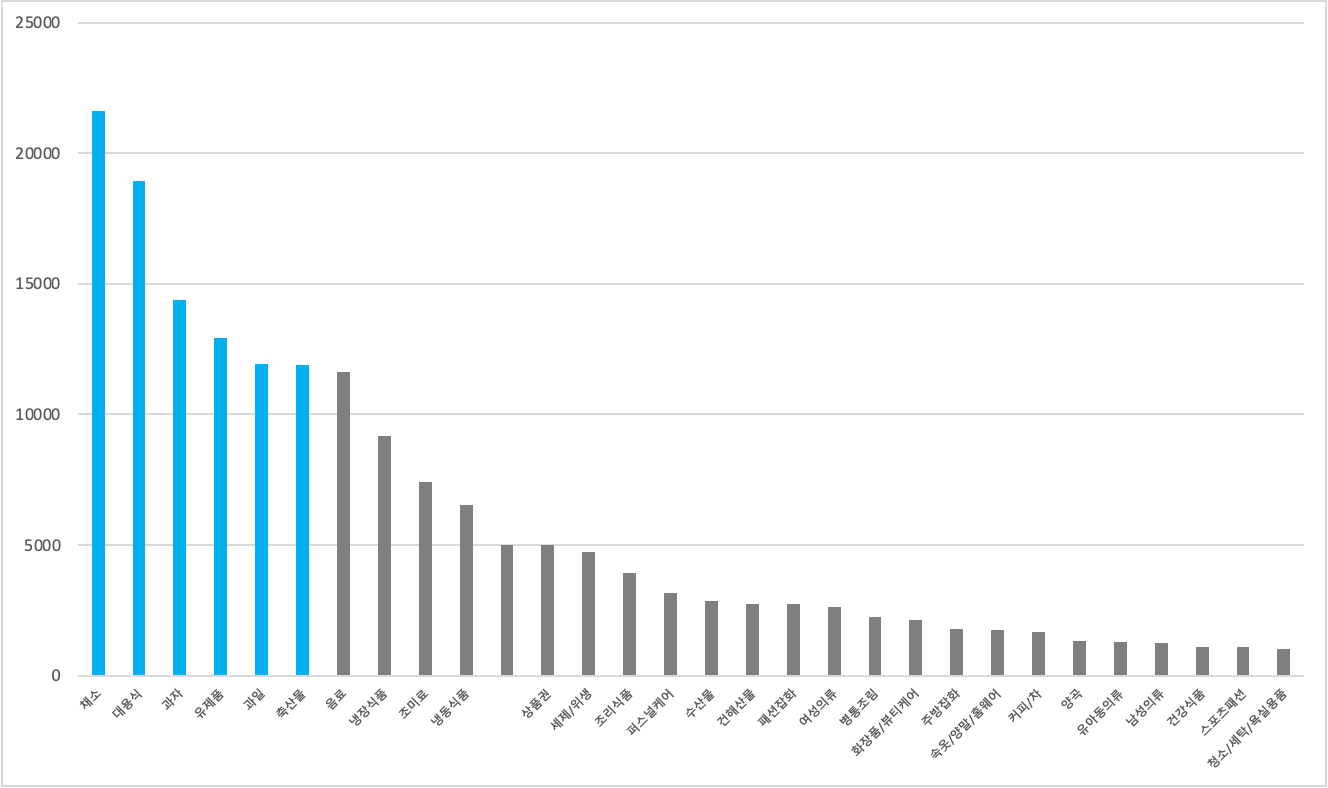 25000
20000
15000
10000
5000
0
채소
대용식
과자
유제품
과일
축산물
음료
냉장식품
조미료
냉동식품
상품권
세제/위생
조리식품
퍼스널케어
수산물
건해산물
패션잡화
여성의류
병통조림
화장품/뷰티케어
주방잡화
속옷/양말/홈웨어
커피/차
양곡
유아동의류
남성의류
건강식품
스포츠패션
청소/세탁/욕실용품